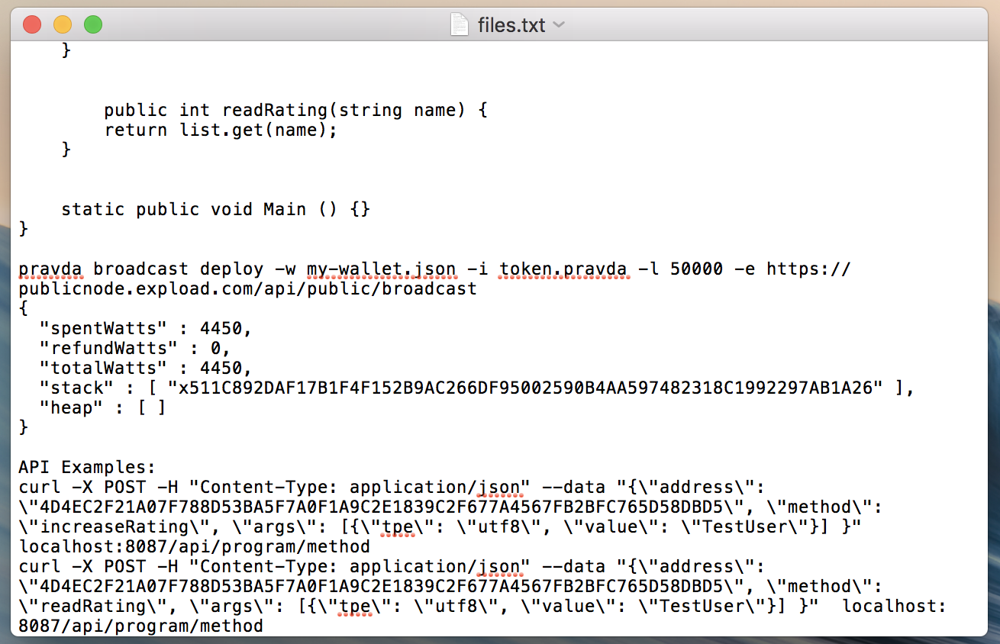 files.txt
}
public int readRating(string name) {
return list.get(name);
}
static public void Main () {}
}
pravda broadcast deploy -w my-wallet.json -i token.pravda -l 50000 -e https://
publicnode.expload.com/api/public/broadcast
{
"spentWatts" : 4450,
"refundWatts" : 0,
"totalWatts" : 4450,
"stack" : [ "x511C892DAF17B1F4F152B9AC266DF95002590B4AA597482318C1992297AB1A26" ],
"heap" : [ ]
}
API Examples:
curl -X POST -H "Content-Type: application/json" --data "{\"address\":
\"4D4EC2F21A07F788D53BA5F7A0F1A9C2E1839C2F677A4567FB2BFC765D58DBD5\", \"method\":
\"increaseRating\", \"args\": [{\"tpe\": \"utf8\", \"value\": \"TestUser\"}] }"
localhost:8087/api/program/method
curl -X POST -H "Content-Type: application/json" --data "{\"address\":
\"4D4EC2F21A07F788D53BA5F7A0F1A9C2E1839C2F677A4567FB2BFC765D58DBD5\", \"method\":
\"readRating\", \"args\": [{\"tpe\": \"utf8\", \"value\": \"TestUser\"}] }"  localhost:
8087/api/program/method